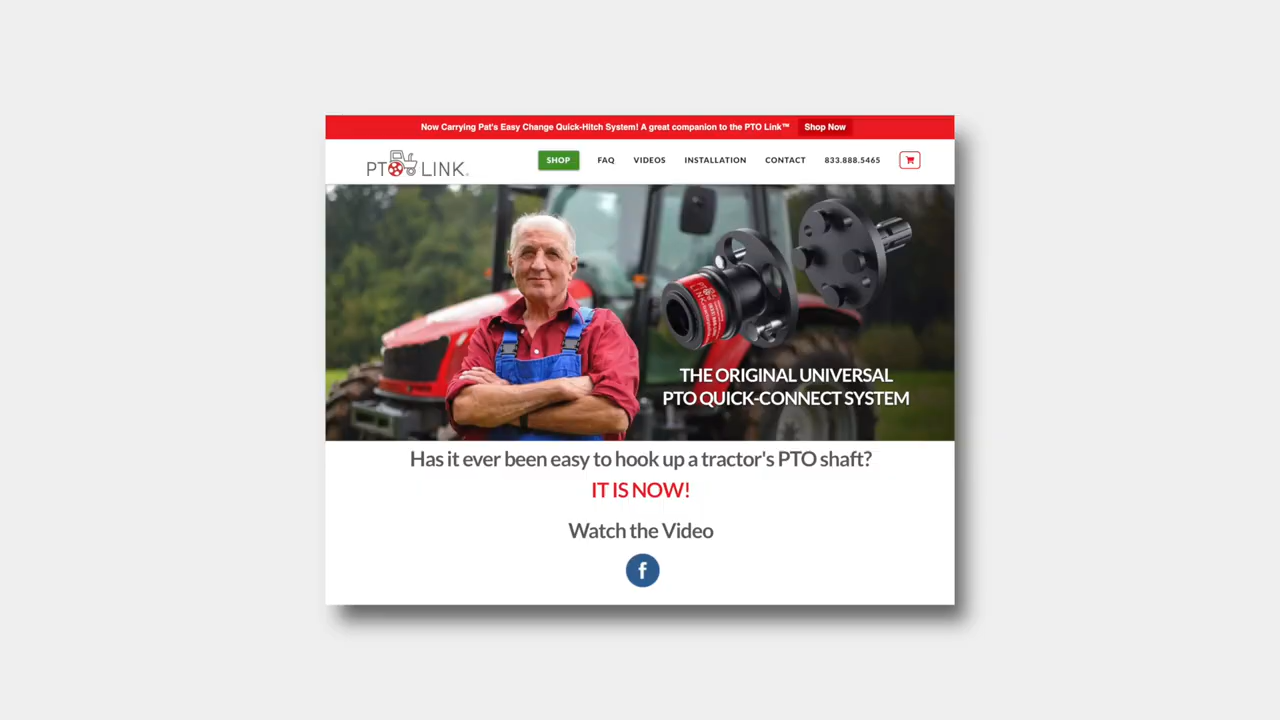 Now Carrying Pat's Easy Change Quick-Hitch System! A great companion to the PTO Link™ Shop Now
PTO LINK
SHOP FAQ VIDEOS INSTALLATION CONTACT 833.888.5465
PTO LINK
THE ORIGINAL UNIVERSAL
PTO QUICK-CONNECT SYSTEM
Has it ever been easy to hook up a tractor's PTO shaft?
IT IS NOW!
Watch the Video
f